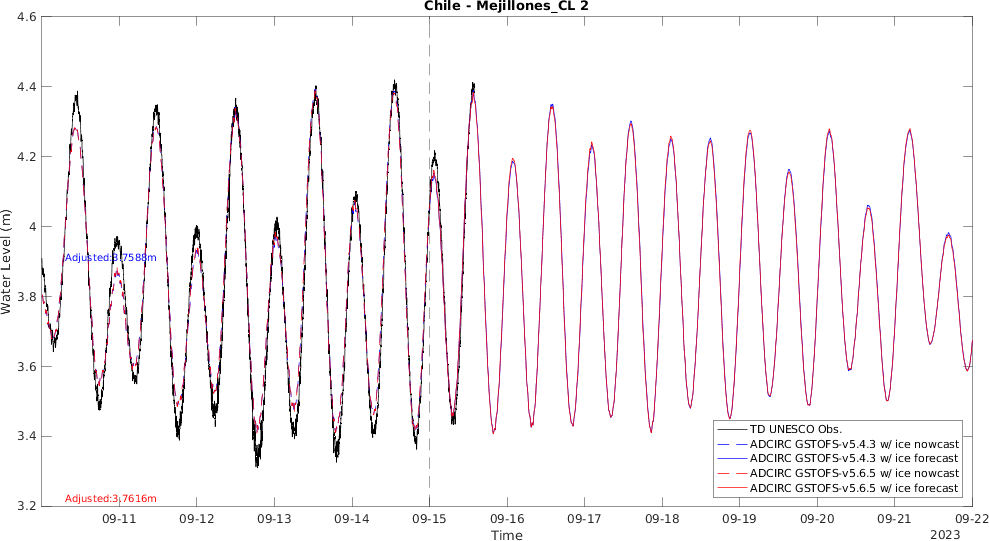 Chile - Mejillones_CL 2
Water Level (m)
4.6
4.4
4.2
4
3.8
3.6
3.4
3.2
Adjusted:3.7588m
Adjusted:3.7616m
TD UNESCO Obs.
ADCIRC GSTOFS-v5.4.3 w/ ice nowcast
ADCIRC GSTOFS-v5.4.3 w/ ice forecast
ADCIRC GSTOFS-v5.6.5 w/ ice nowcast
ADCIRC GSTOFS-v5.6.5 w/ ice forecast
09-11 09-12 09-13 09-14 09-15 09-16 09-17 09-18 09-19 09-20 09-21 09-22
Time
2023